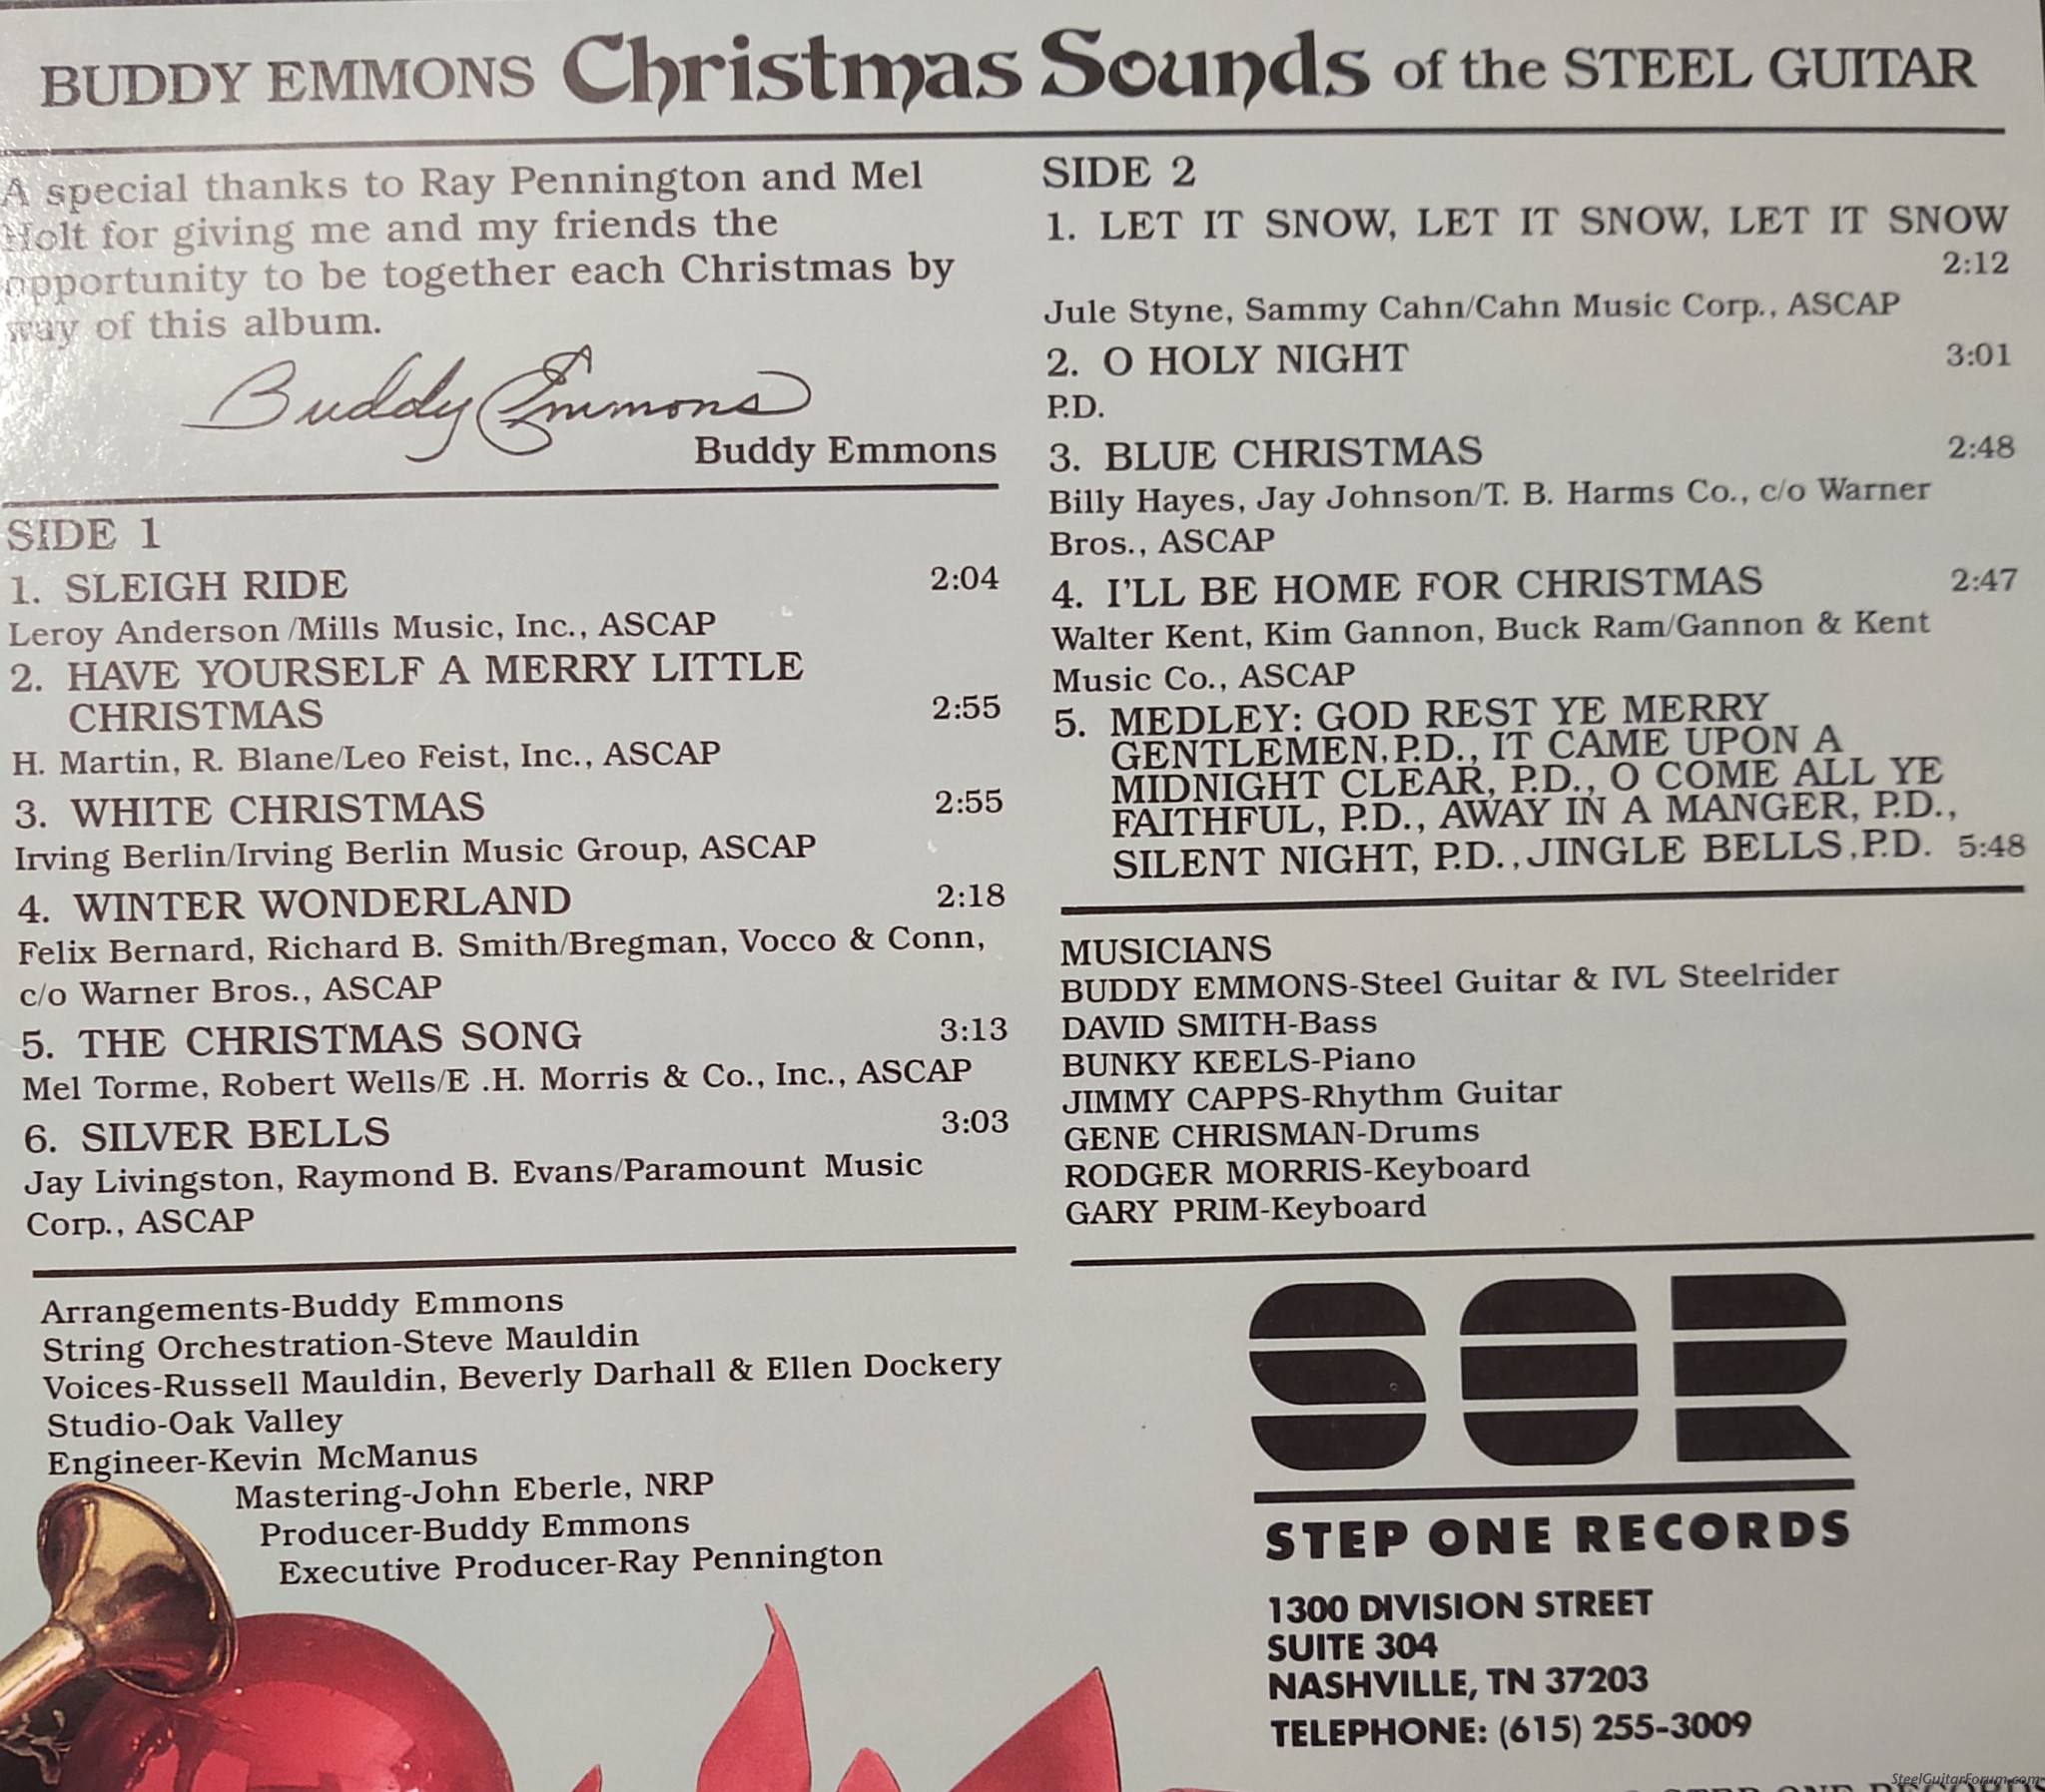 BUDDY EMMONS Christmas Sounds of the STEEL GUITAR
A special thanks to Ray Pennington and Mel
Holt for giving me and my friends the
opportunity to be together each Christmas by
way of this album.
Buddy Emmons
Buddy Emmons
SIDE 1
1. SLEIGH RIDE 2:04
Leroy Anderson /Mills Music, Inc., ASCAP
2. HAVE YOURSELF A MERRY LITTLE
CHRISTMAS 2:55
H. Martin, R. Blane/Leo Feist, Inc., ASCAP
3. WHITE CHRISTMAS 2:55
Irving Berlin/Irving Berlin Music Group, ASCAP
4. WINTER WONDERLAND 2:18
Felix Bernard, Richard B. Smith/Bregman, Vocco & Conn,
c/o Warner Bros., ASCAP
5. THE CHRISTMAS SONG 3:13
Mel Torme, Robert Wells/E .H. Morris & Co., Inc., ASCAP
6. SILVER BELLS 3:03
Jay Livingston, Raymond B. Evans/Paramount Music
Corp., ASCAP
Arrangements-Buddy Emmons
String Orchestration-Steve Mauldin
Voices-Russell Mauldin, Beverly Darhall & Ellen Dockery
Studio-Oak Valley
Engineer-Kevin McManus
Mastering-John Eberle, NRP
Producer-Buddy Emmons
Executive Producer-Ray Pennington
SIDE 2
1. LET IT SNOW, LET IT SNOW, LET IT SNOW
2:12
Jule Styne, Sammy Cahn/Cahn Music Corp., ASCAP
2. O HOLY NIGHT 3:01
P.D.
3. BLUE CHRISTMAS 2:48
Billy Hayes, Jay Johnson/T. B. Harms Co., c/o Warner
Bros., ASCAP
4. I'LL BE HOME FOR CHRISTMAS 2:47
Walter Kent, Kim Gannon, Buck Ram/Gannon & Kent
Music Co., ASCAP
5. MEDLEY: GOD REST YE MERRY
GENTLEMEN, P.D., IT CAME UPON A
MIDNIGHT CLEAR, P.D., O COME ALL YE
FAITHFUL, P.D., AWAY IN A MANGER, P.D.,
SILENT NIGHT, P.D., JINGLE BELLS, P.D. 5:48
MUSICIANS
BUDDY EMMONS-Steel Guitar & IVL Steelrider
DAVID SMITH-Bass
BUNKY KEELS-Piano
JIMMY CAPPS-Rhythm Guitar
GENE CHRISMAN-Drums
RODGER MORRIS-Keyboard
GARY PRIM-Keyboard
SOR
STEP ONE RECORDS
1300 DIVISION STREET
SUITE 304
NASHVILLE, TN 37203
TELEPHONE: (615) 255-3009
SteelGuitarForum.com